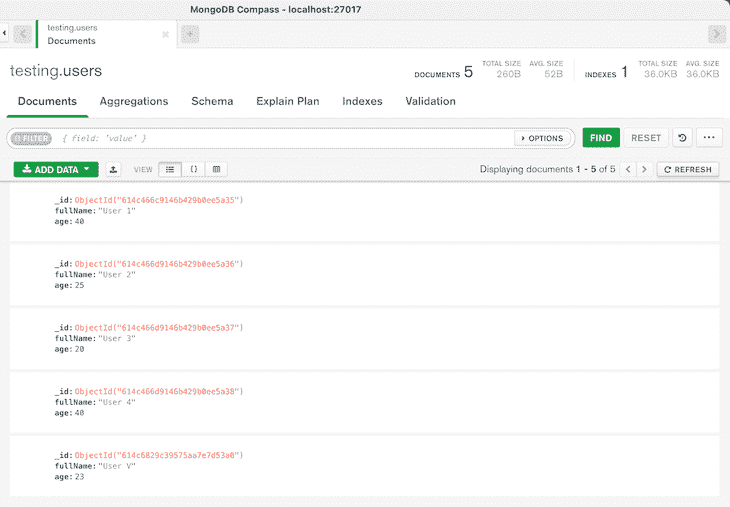 MongoDB Compass - localhost:27017
testing.users
Documents
testing.users
DOCUMENTS 5 TOTAL SIZE 260B AVG. SIZE 52B INDEXES 1 TOTAL SIZE 36.0KB AVG. SIZE 36.0KB
Documents Aggregations Schema Explain Plan Indexes Validation
FILTER { field: 'value' } OPTIONS FIND RESET
ADD DATA VIEW {} Displaying documents 1 - 5 of 5 REFRESH
_id: ObjectId("614c466c9146b429b0ee5a35")
fullName: "User 1"
age: 40
_id: ObjectId("614c466d9146b429b0ee5a36")
fullName: "User 2"
age: 25
_id: ObjectId("614c466d9146b429b0ee5a37")
fullName: "User 3"
age: 20
_id: ObjectId("614c466d9146b429b0ee5a38")
fullName: "User 4"
age: 40
_id: ObjectId("614c6829c39575aa7e7d53a0")
fullName: "User V"
age: 23